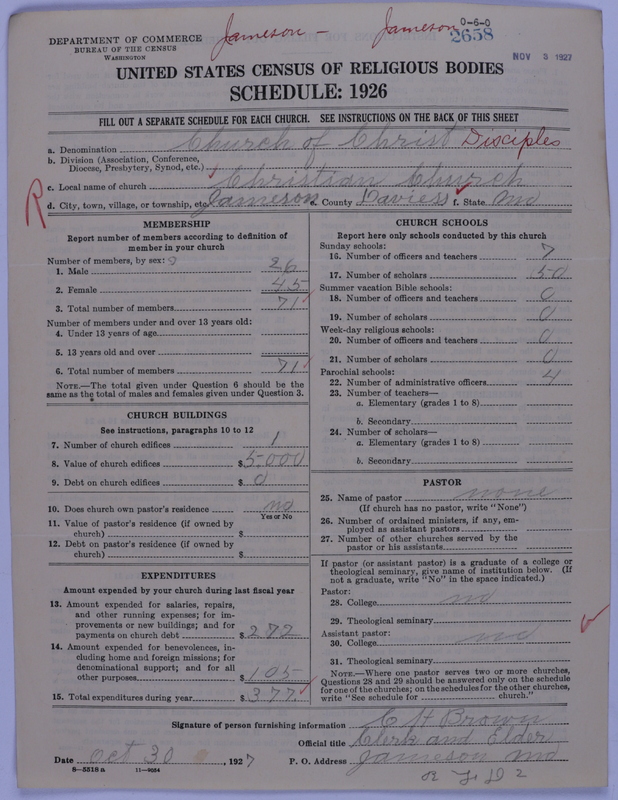 Jameson - Jameson
0-6-0
2658
DEPARTMENT OF COMMERCE
BUREAU OF THE CENSUS
WASHINGTON
NOV 3 1927
UNITED STATES CENSUS OF RELIGIOUS BODIES
SCHEDULE: 1926
FILL OUT A SEPARATE SCHEDULE FOR EACH CHURCH. SEE INSTRUCTIONS ON THE BACK OF THIS SHEET
a. Denomination Church of Christ Disciples
b. Division (Association, Conference,
Diocese, Presbytery, Synod, etc.)
c. Local name of church Christian Church
R
d. City, town, village, or township, etc. Jameson e. County Daviess f. State Mo
MEMBERSHIP
Report number of members according to definition of
member in your church
Number of members, by sex:
1. Male 26
2. Female 45
3. Total number of members 71
Number of members under and over 13 years old:
4. Under 13 years of age
5. 13 years old and over
6. Total number of members 71
NOTE.—The total given under Question 6 should be the
same as the total of males and females given under Question 3.
CHURCH BUILDINGS
See instructions, paragraphs 10 to 12
7. Number of church edifices 1
8. Value of church edifices $5.000
9. Debt on church edifices $0
10. Does church own pastor's residence no
Yes or No
11. Value of pastor's residence (if owned by
church) $
12. Debt on pastor's residence (if owned by
church) $
EXPENDITURES
Amount expended by your church during last fiscal year
13. Amount expended for salaries, repairs,
and other running expenses; for im-
provements or new buildings; and for
payments on church debt $272
14. Amount expended for benevolences, in-
cluding home and foreign missions; for
denominational support; and for all
other purposes $105
15. Total expenditures during year $377
CHURCH SCHOOLS
Report here only schools conducted by this church
Sunday schools:
16. Number of officers and teachers 7
17. Number of scholars 50
Summer vacation Bible schools:
18. Number of officers and teachers 0
19. Number of scholars 0
Week-day religious schools:
20. Number of officers and teachers 0
21. Number of scholars 0
Parochial schools:
22. Number of administrative officers 4
23. Number of teachers—
a. Elementary (grades 1 to 8)
b. Secondary
24. Number of scholars—
a. Elementary (grades 1 to 8)
b. Secondary
PASTOR
25. Name of pastor none
(If church has no pastor, write "None")
26. Number of ordained ministers, if any, em-
ployed as assistant pastors
27. Number of other churches served by the
pastor or his assistants
If pastor (or assistant pastor) is a graduate of a college or
theological seminary, give name of institution below. (If
not a graduate, write "No" in the space indicated.)
Pastor:
28. College no
29. Theological seminary
Assistant pastor:
30. College no
31. Theological seminary
NOTE.—Where one pastor serves two or more churches,
Questions 28 and 29 should be answered only on the schedule
for one of the churches; on the schedules for the other churches,
write "See schedule for church."
Signature of person furnishing information C H Brown
Official title Clerk and Elder
Date Oct 30, 1927 P. O. Address Jameson Mo
8-5518a 11-9034
R F D 2